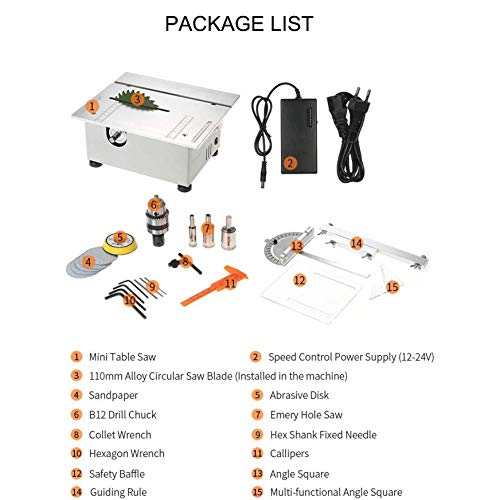 PACKAGE LIST
1
3
2
6
7
5
4
8
9
10
11
13
14
12
15
1 Mini Table Saw
2 Speed Control Power Supply (12-24V)
3 110mm Alloy Circular Saw Blade (Installed in the machine)
4 Sandpaper
5 Abrasive Disk
6 B12 Drill Chuck
7 Emery Hole Saw
8 Collet Wrench
9 Hex Shank Fixed Needle
10 Hexagon Wrench
11 Callipers
12 Safety Baffle
13 Angle Square
14 Guiding Rule
15 Multi-functional Angle Square